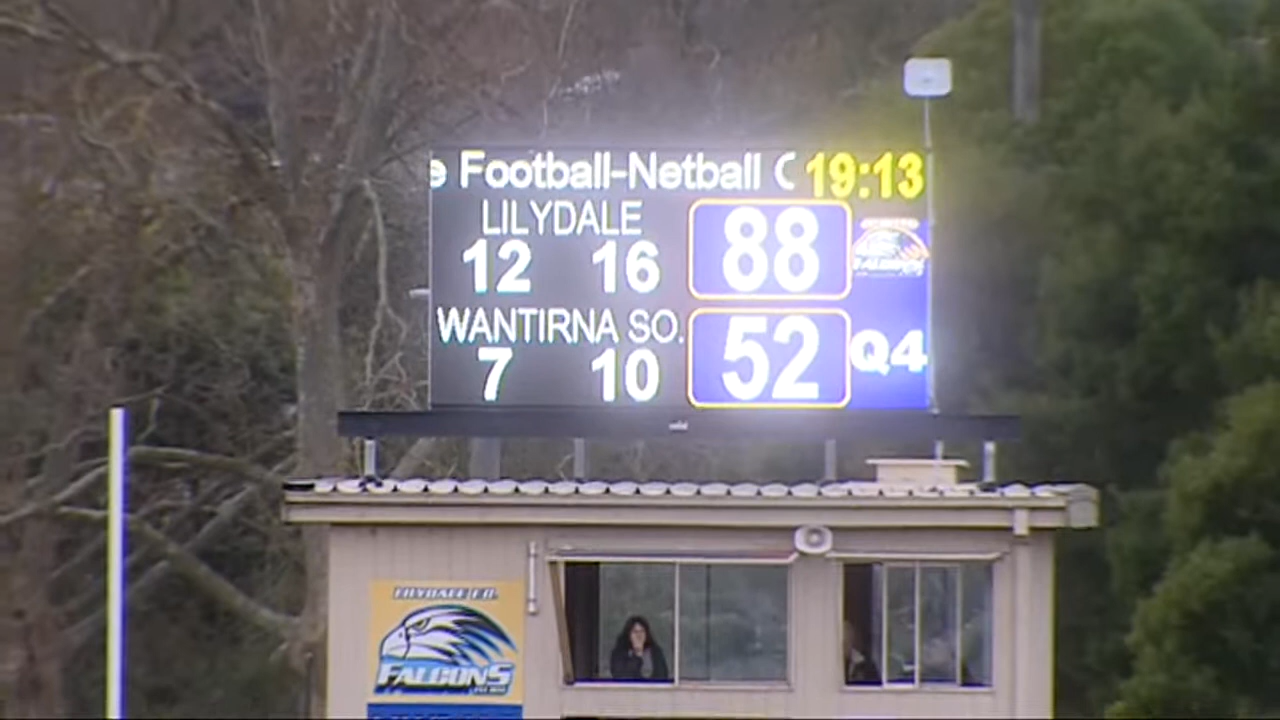 e Football-Netball C 19:13
LILYDALE
12 16 88
WANTIRNA SO.
7 10 52
Q4
FALCONS
LILYDALE F.C.
FALCONS